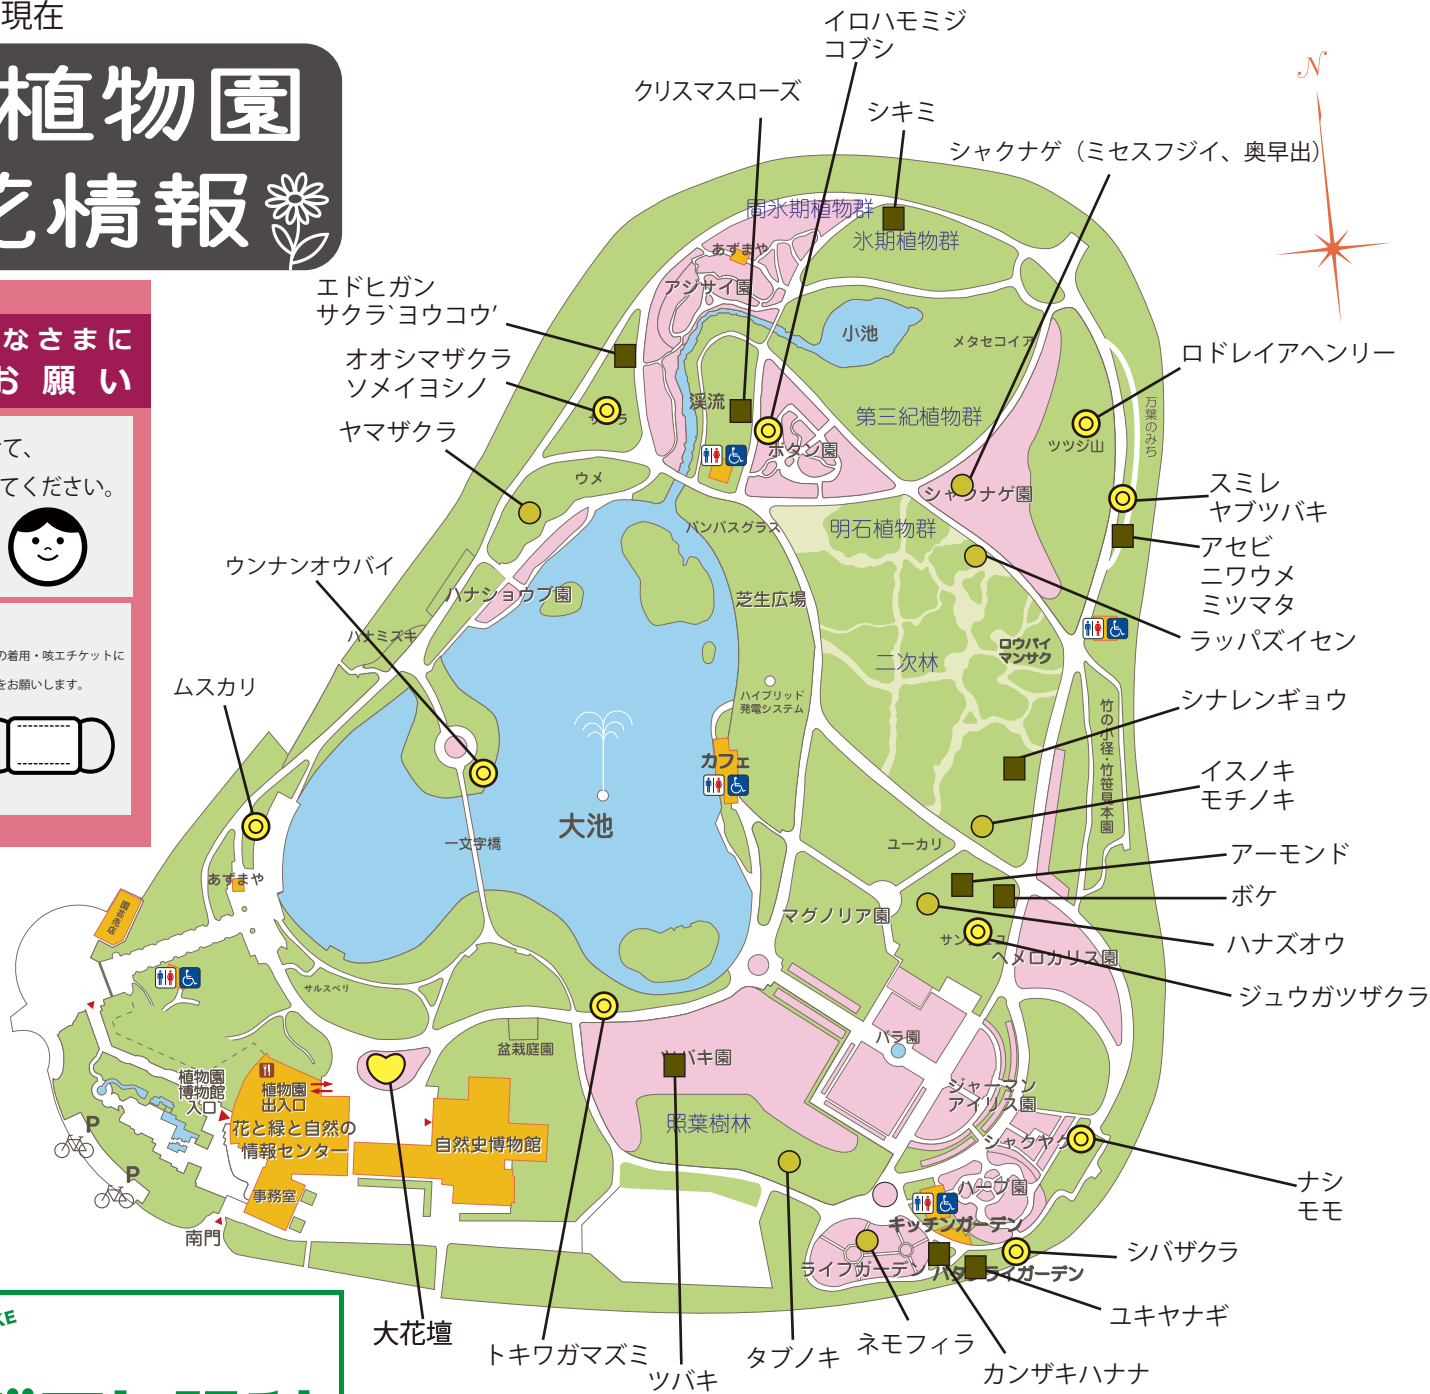 現在
植物園
花情報
なさまに
お願い
て、
てください。
の着用・咳エチケットに
をお願いします。
N
イロハモミジ
コブシ
クリスマスローズ
シキミ
シャクナゲ（ミセスフジイ、奥早出）
間氷期植物群
氷期植物群
あずまや
アジサイ園
エドヒガン
サクラ‵ヨウコウ′
オオシマザクラ
ソメイヨシノ
ヤマザクラ
小池
メタセコイア
ロドレイアヘンリー
万葉のみち
渓流
第三紀植物群
ボタン園
ツツジ山
ウメ
シャクナゲ園
スミレ
ヤブツバキ
パンパスグラス
明石植物群
アセビ
ニワウメ
ミツマタ
ウンナンオウバイ
ハナショウブ園
芝生広場
ハナミズキ
ラッパズイセン
ロウバイ
マンサク
二次林
ムスカリ
ハイブリッド
発電システム
シナレンギョウ
竹の小径・竹笹見本園
カフェ
イスノキ
モチノキ
大池
一文字橋
ユーカリ
アーモンド
あずまや
ボケ
園芸売店
マグノリア園
ハナズオウ
ヘメロカリス園
サルスベリ
ジュウガツザクラ
バラ園
盆栽庭園
ツバキ園
植物園
博物館
入口
植物園
出入口
花と緑と自然の
情報センター
ジャーマン
アイリス園
照葉樹林
自然史博物館
シャクヤク
P
P
事務室
ハーブ園
ナシ
モモ
南門
キッチンガーデン
シバザクラ
ライフガーデン
バタフライガーデン
ユキヤナギ
大花壇
トキワガマズミ
ツバキ
タブノキ
ネモフィラ
カンザキハナナ
KE